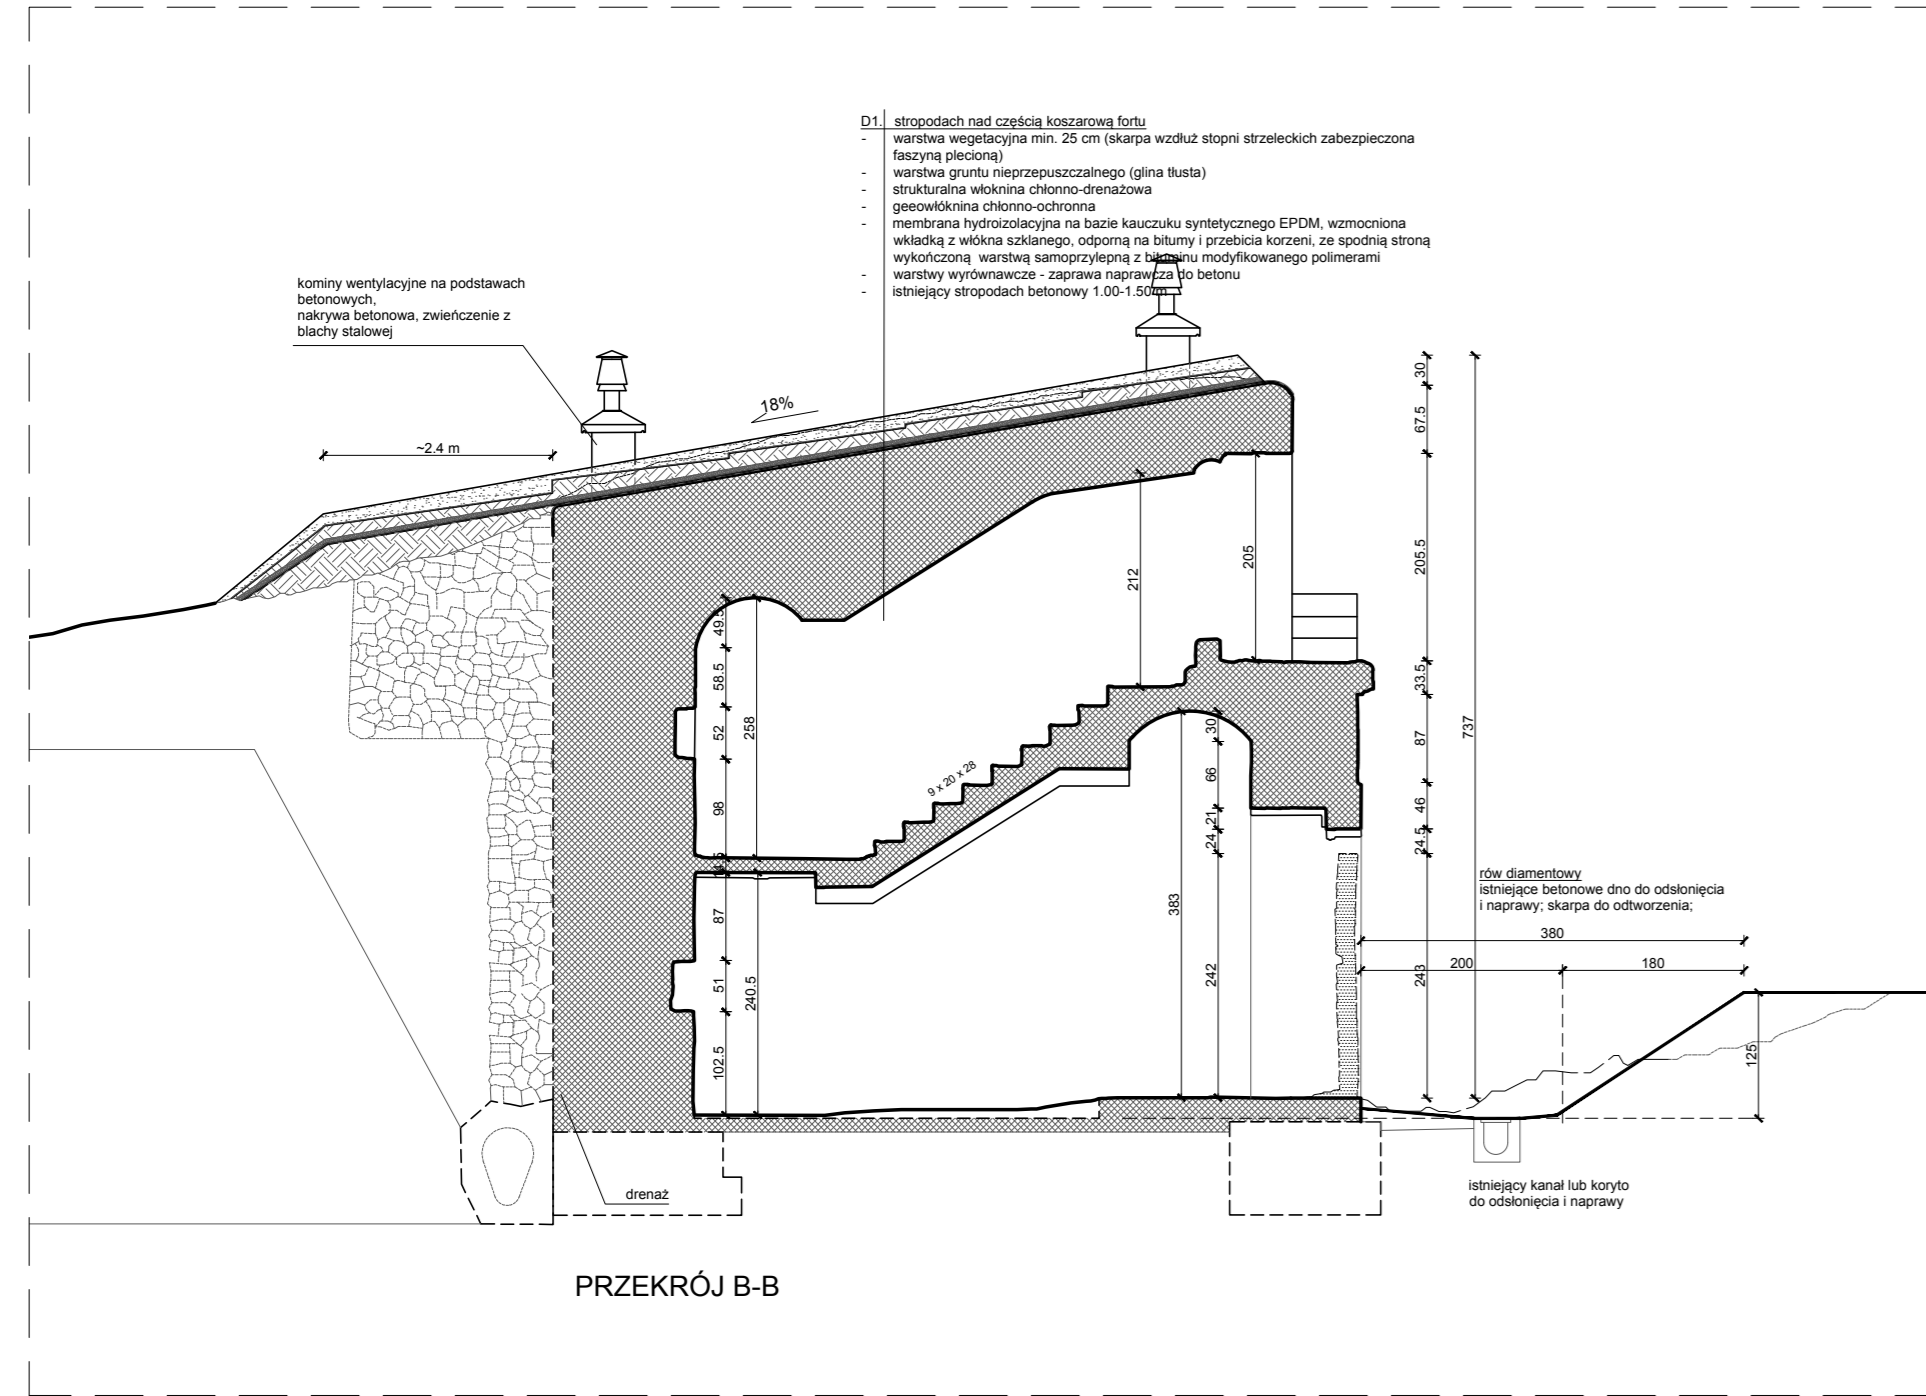 D1. stropodach nad częścią koszarową fortu
- warstwa wegetacyjna min. 25 cm (skarpa wzdłuż stopni strzeleckich zabezpieczona
faszyną plecioną)
- warstwa gruntu nieprzepuszczalnego (glina tłusta)
- strukturalna włoknina chłonno-drenażowa
- geeowłóknina chłonno-ochronna
- membrana hydroizolacyjna na bazie kauczuku syntetycznego EPDM, wzmocniona
wkładką z włókna szklanego, odporną na bitumy i przebicia korzeni, ze spodnią stroną
wykończoną warstwą samoprzylepną z bituminu modyfikowanego polimerami
- warstwy wyrównawcze - zaprawa naprawcza do betonu
- istniejący stropodach betonowy 1.00-1.50 m
kominy wentylacyjne na podstawach
betonowych,
nakrywa betonowa, zwieńczenie z
blachy stalowej
18%
~2.4 m
30
67.5
205.5
33.5
87
46
24.5
243
737
205
212
49.5
58.5
52
98
258
87
51
102.5
240.5
9 x 20 x 28
30
66
21
24
242
383
rów diamentowy
istniejące betonowe dno do odsłonięcia
i naprawy; skarpa do odtworzenia;
380
200
180
125
drenaż
istniejący kanał lub koryto
do odsłonięcia i naprawy
PRZEKRÓJ B-B